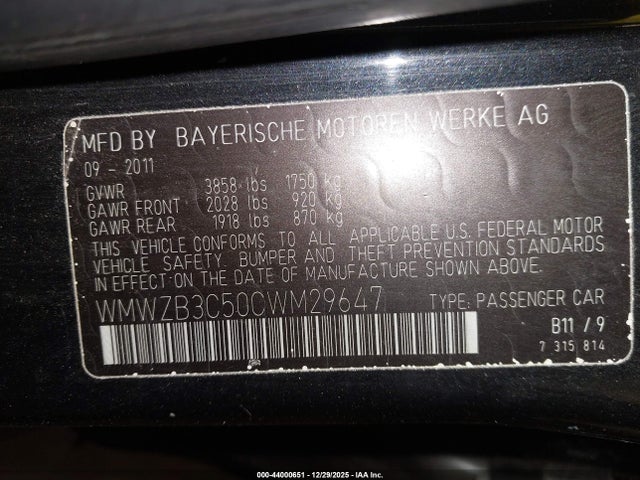 MFD BY BAYERISCHE MOTOREN WERKE AG
09 - 2011
GVWR 3858 lbs 1750 kg
GAWR FRONT 2028 lbs 920 kg
GAWR REAR 1918 lbs 870 kg
THIS VEHICLE CONFORMS TO ALL APPLICABLE U.S. FEDERAL MOTOR
VEHICLE SAFETY, BUMPER AND THEFT PREVENTION STANDARDS
IN EFFECT ON THE DATE OF MANUFACTURE SHOWN ABOVE.
WMWZB3C50CWM29647 TYPE: PASSENGER CAR
B11 / 9
7 315 814
000-44000651 - 12/29/2025 - IAA Inc.